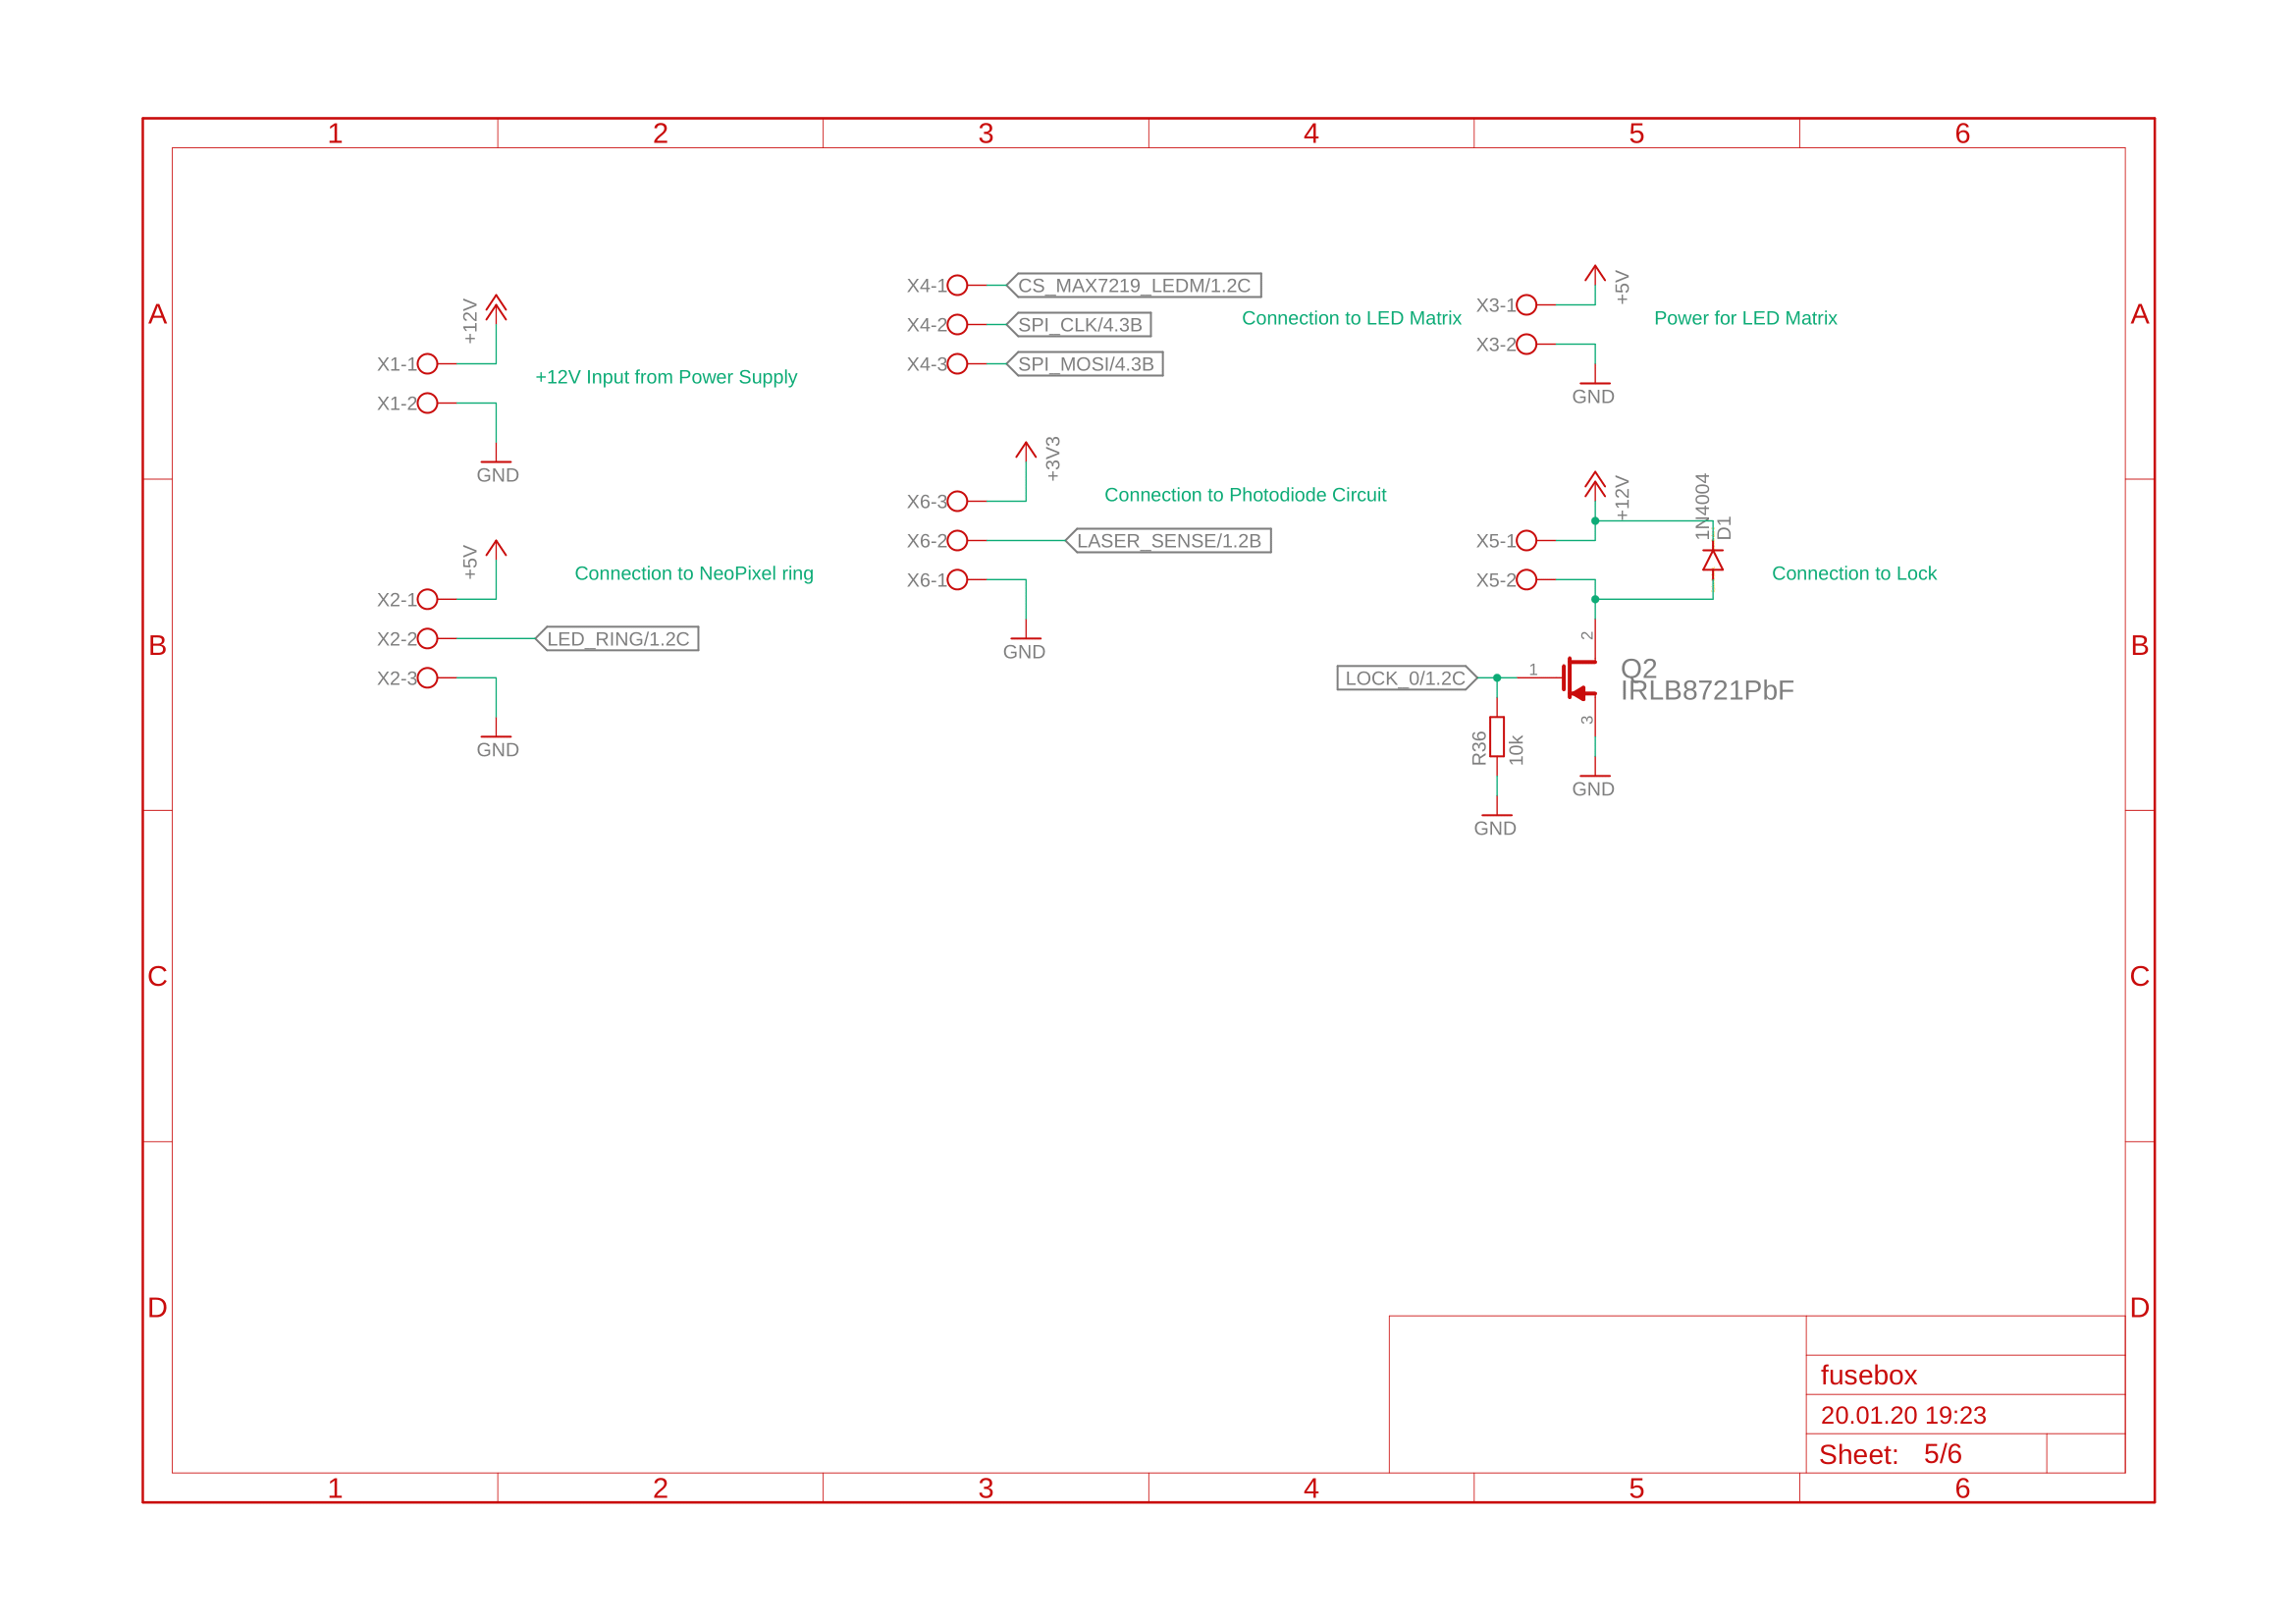 1 2 3 4 5 6
A A
B B
C C
D D
+12V
X1-1
X1-2
+12V Input from Power Supply
GND
+5V
Connection to NeoPixel ring
X2-1
X2-2 LED_RING/1.2C
X2-3
GND
X4-1 CS_MAX7219_LEDM/1.2C
X4-2 SPI_CLK/4.3B
X4-3 SPI_MOSI/4.3B
Connection to LED Matrix
+3V3
Connection to Photodiode Circuit
X6-3
X6-2 LASER_SENSE/1.2B
X6-1
GND
+5V
X3-1
X3-2
Power for LED Matrix
GND
+12V
1N4004
D1
X5-1
X5-2
Connection to Lock
2
LOCK_0/1.2C
1
Q2
IRLB8721PbF
3
R36
10k
GND
GND
fusebox
20.01.20 19:23
Sheet: 5/6
1 2 3 4 5 6